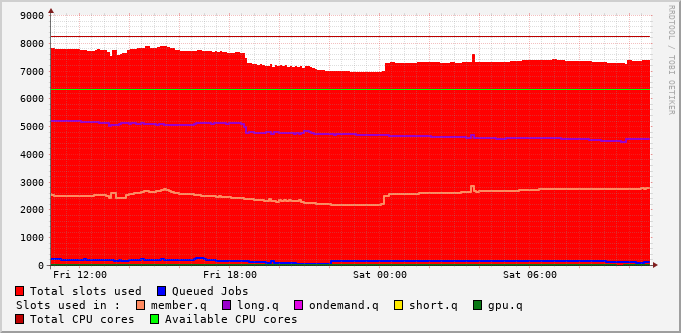 9000
8000
7000
6000
5000
4000
3000
2000
1000
0
Fri 12:00 Fri 18:00 Sat 00:00 Sat 06:00
RRDTOOL / TOBI OETIKER
Total slots used Queued Jobs
Slots used in : member.q long.q ondemand.q short.q gpu.q
Total CPU cores Available CPU cores